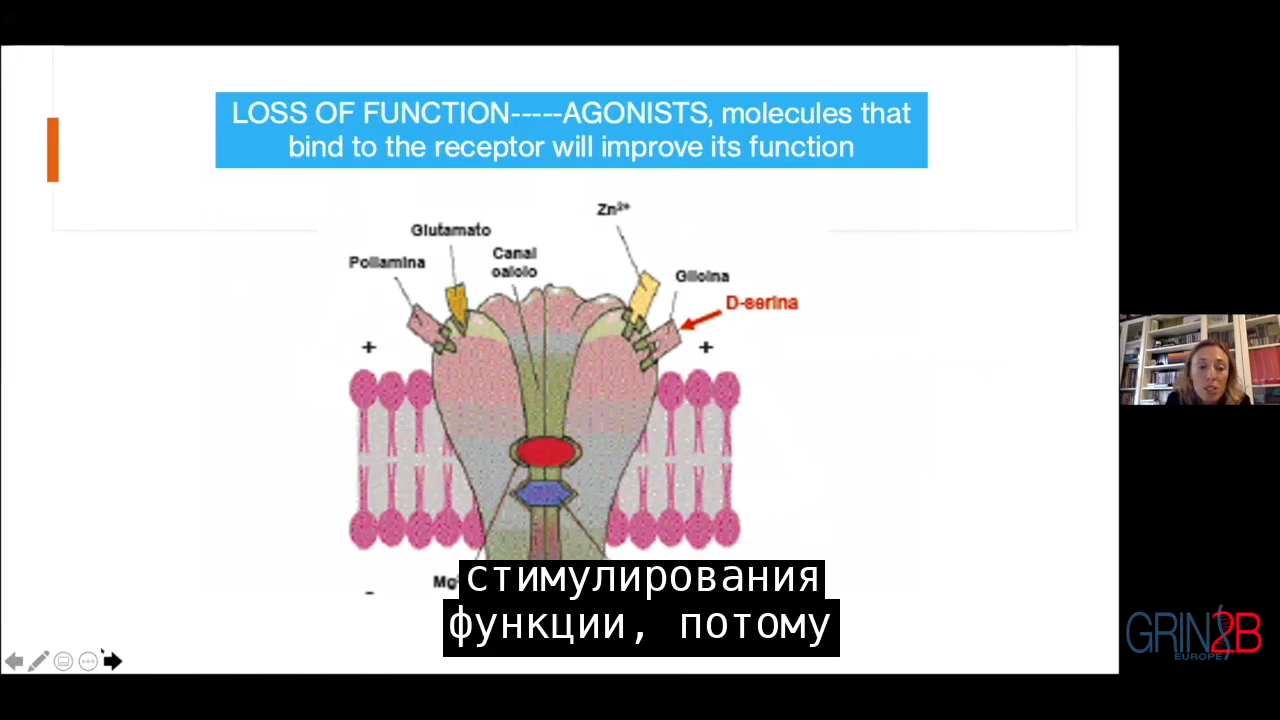 LOSS OF FUNCTION-----AGONISTS, molecules that
bind to the receptor will improve its function
Zn²⁺
Glutamato
Canal
calcio
Poliamina
Glicina
D-serina
+
+
Mg
стимулирования
функции, потому
GRIN2B
EUROPE